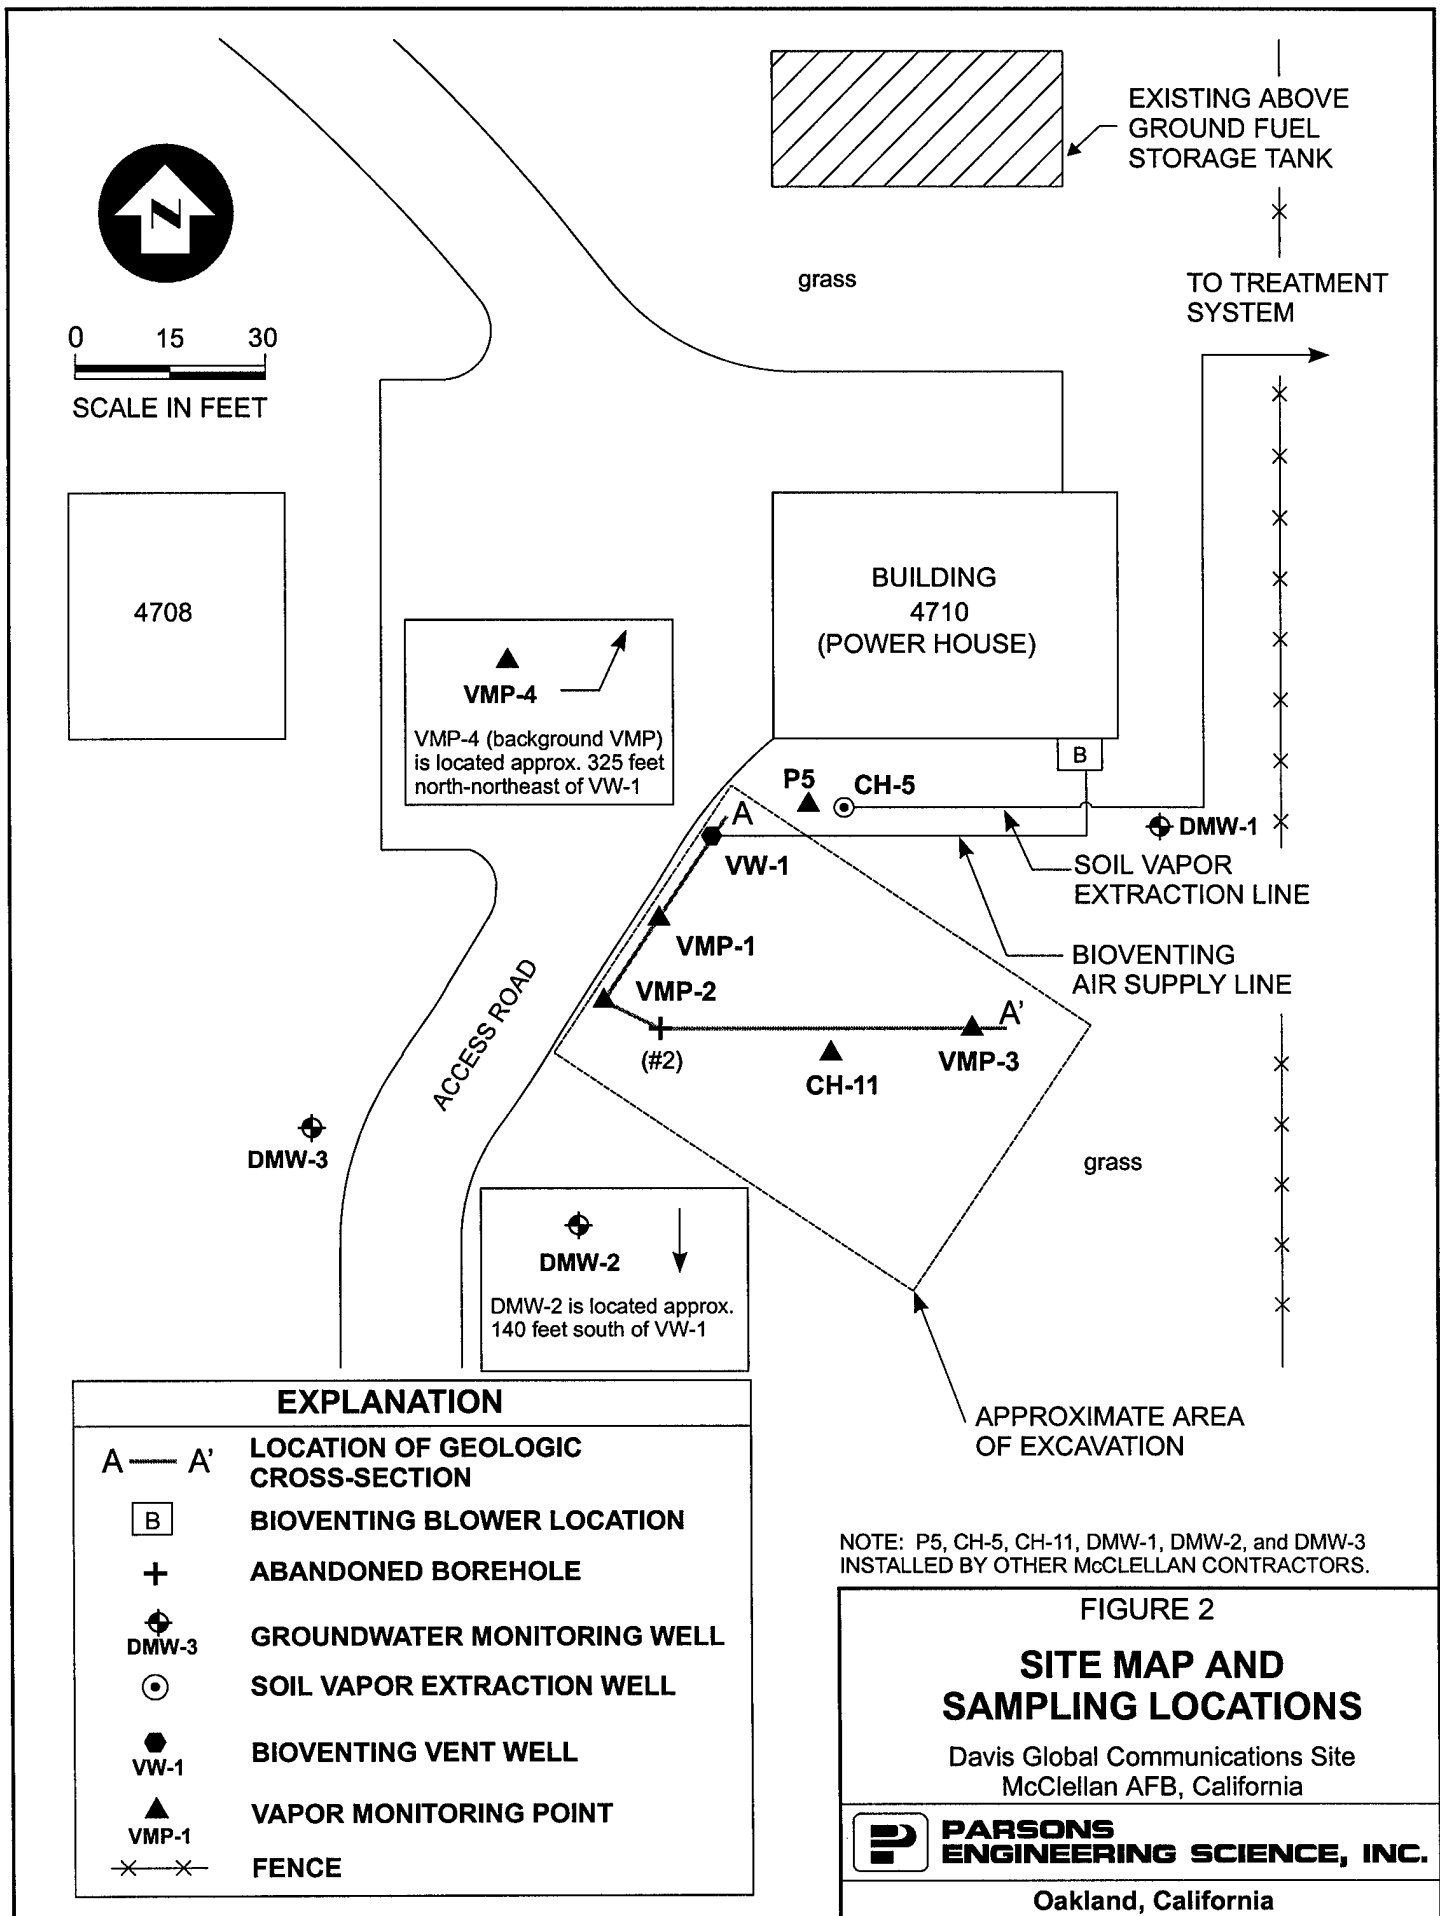 EXISTING ABOVE
GROUND FUEL
STORAGE TANK
N
grass
TO TREATMENT
SYSTEM
0 15 30
SCALE IN FEET
4708
BUILDING
4710
(POWER HOUSE)
VMP-4
VMP-4 (background VMP)
is located approx. 325 feet
north-northeast of VW-1
B
P5
CH-5
A
DMW-1
VW-1
SOIL VAPOR
EXTRACTION LINE
VMP-1
BIOVENTING
AIR SUPPLY LINE
VMP-2
ACCESS ROAD
A'
(#2)
VMP-3
CH-11
DMW-3
grass
DMW-2
DMW-2 is located approx.
140 feet south of VW-1
APPROXIMATE AREA
OF EXCAVATION
EXPLANATION
A A'
LOCATION OF GEOLOGIC
CROSS-SECTION
B
BIOVENTING BLOWER LOCATION
ABANDONED BOREHOLE
DMW-3
GROUNDWATER MONITORING WELL
SOIL VAPOR EXTRACTION WELL
VW-1
BIOVENTING VENT WELL
VMP-1
VAPOR MONITORING POINT
FENCE
NOTE: P5, CH-5, CH-11, DMW-1, DMW-2, and DMW-3
INSTALLED BY OTHER McCLELLAN CONTRACTORS.
FIGURE 2
SITE MAP AND
SAMPLING LOCATIONS
Davis Global Communications Site
McClellan AFB, California
PARSONS
ENGINEERING SCIENCE, INC.
Oakland, California